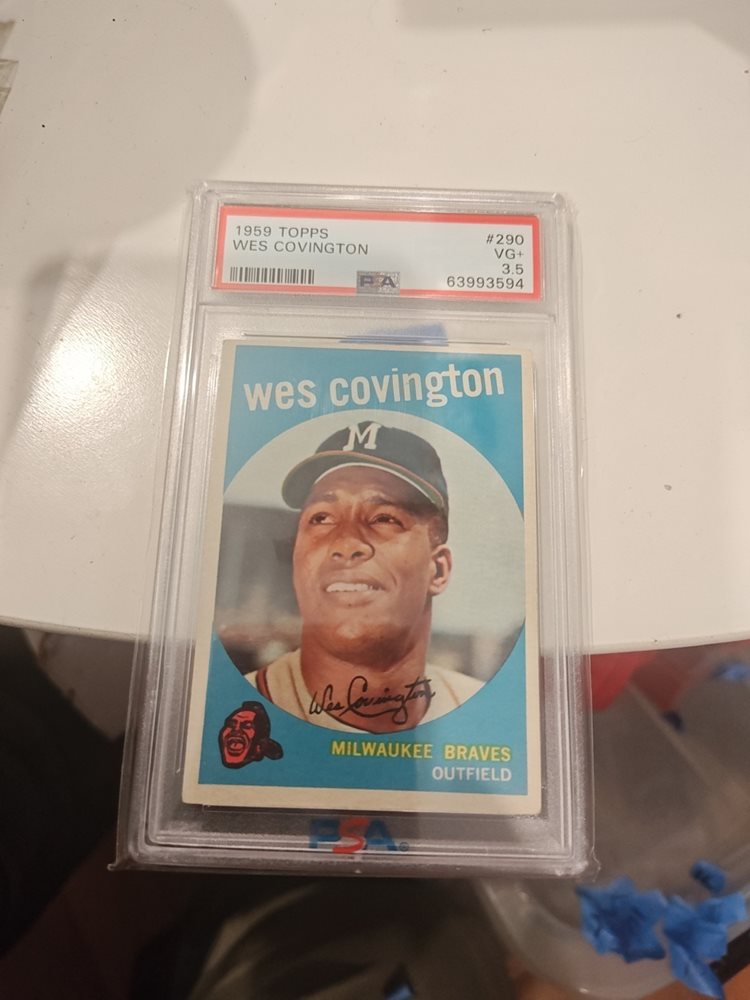 1959 TOPPS #290
WES COVINGTON VG+
3.5
PSA 63993594
wes covington
M
Wes Covington
MILWAUKEE BRAVES
OUTFIELD
PSA®